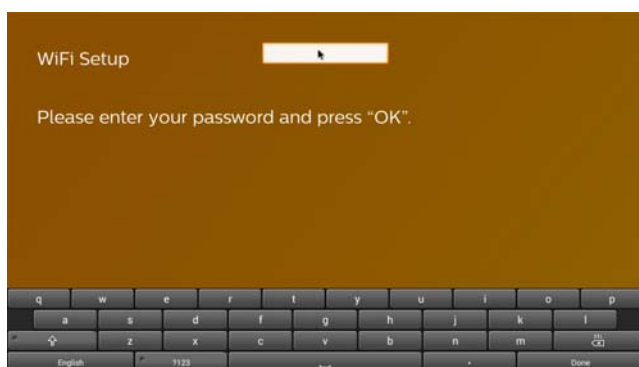 WiFi Setup
Please enter your password and press “OK”.
q w e r t y u i o p
a s d f g h j k l
z x c v b n m
English ?123 . Done